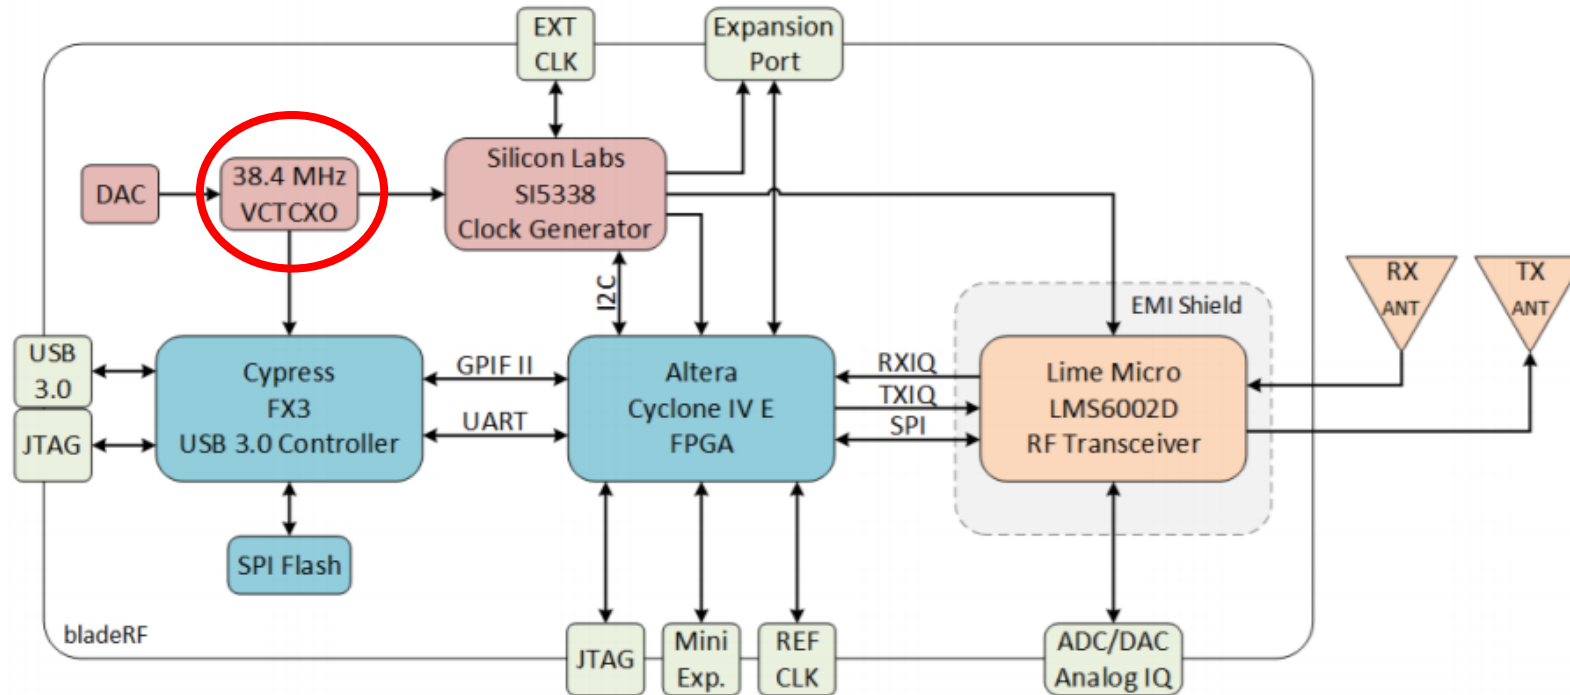 EXT
CLK
Expansion
Port
DAC
38.4 MHz
VCTCXO
Silicon Labs
SI5338
Clock Generator
I2C
EMI Shield
RX
ANT
TX
ANT
USB
3.0
JTAG
Cypress
FX3
USB 3.0 Controller
GPIF II
UART
Altera
Cyclone IV E
FPGA
RXIQ
TXIQ
SPI
Lime Micro
LMS6002D
RF Transceiver
SPI Flash
bladeRF
JTAG
Mini
Exp.
REF
CLK
ADC/DAC
Analog IQ